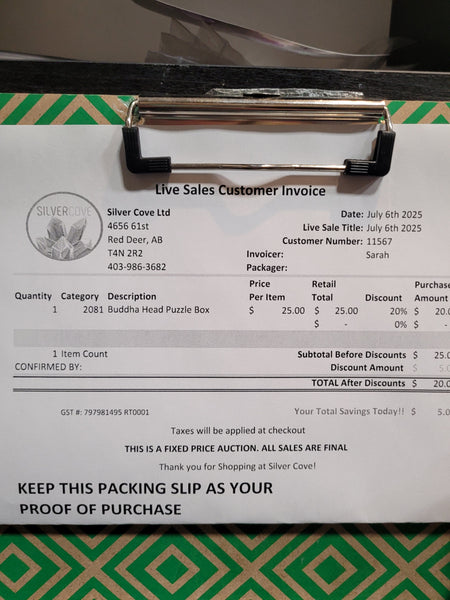 Live Sales Customer Invoice
SILVERCOVE
Silver Cove Ltd
4656 61st
Red Deer, AB
T4N 2R2
403-986-3682
Date: July 6th 2025
Live Sale Title: July 6th 2025
Customer Number: 11567
Invoicer: Sarah
Packager:
Price Retail Purchase
Quantity Category Description Per Item Total Discount Amount
1 2081 Buddha Head Puzzle Box $ 25.00 $ 25.00 20% $ 20.0
$ - 0% $ -
1 Item Count Subtotal Before Discounts $ 25.0
CONFIRMED BY: Discount Amount $ 5.0
TOTAL After Discounts $ 20.0
GST #: 797981495 RT0001 Your Total Savings Today!! $ 5.0
Taxes will be applied at checkout
THIS IS A FIXED PRICE AUCTION. ALL SALES ARE FINAL
Thank you for Shopping at Silver Cove!
KEEP THIS PACKING SLIP AS YOUR
PROOF OF PURCHASE